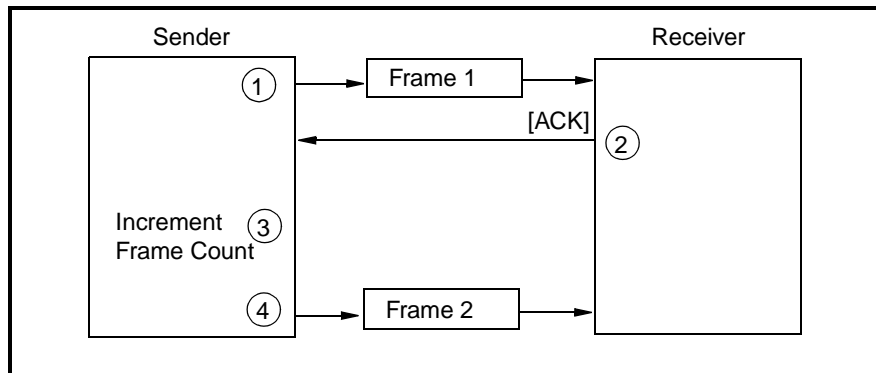 Sender
Receiver
1
Frame 1
[ACK]
2
Increment
Frame Count
3
4
Frame 2